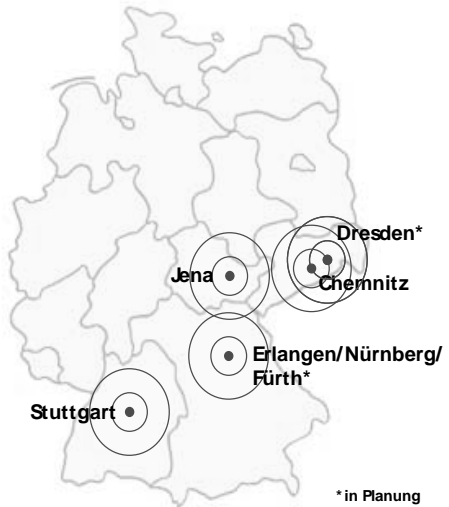 Dresden*
Jena
Chemnitz
Erlangen/Nürnberg/
Fürth*
Stuttgart
* in Planung